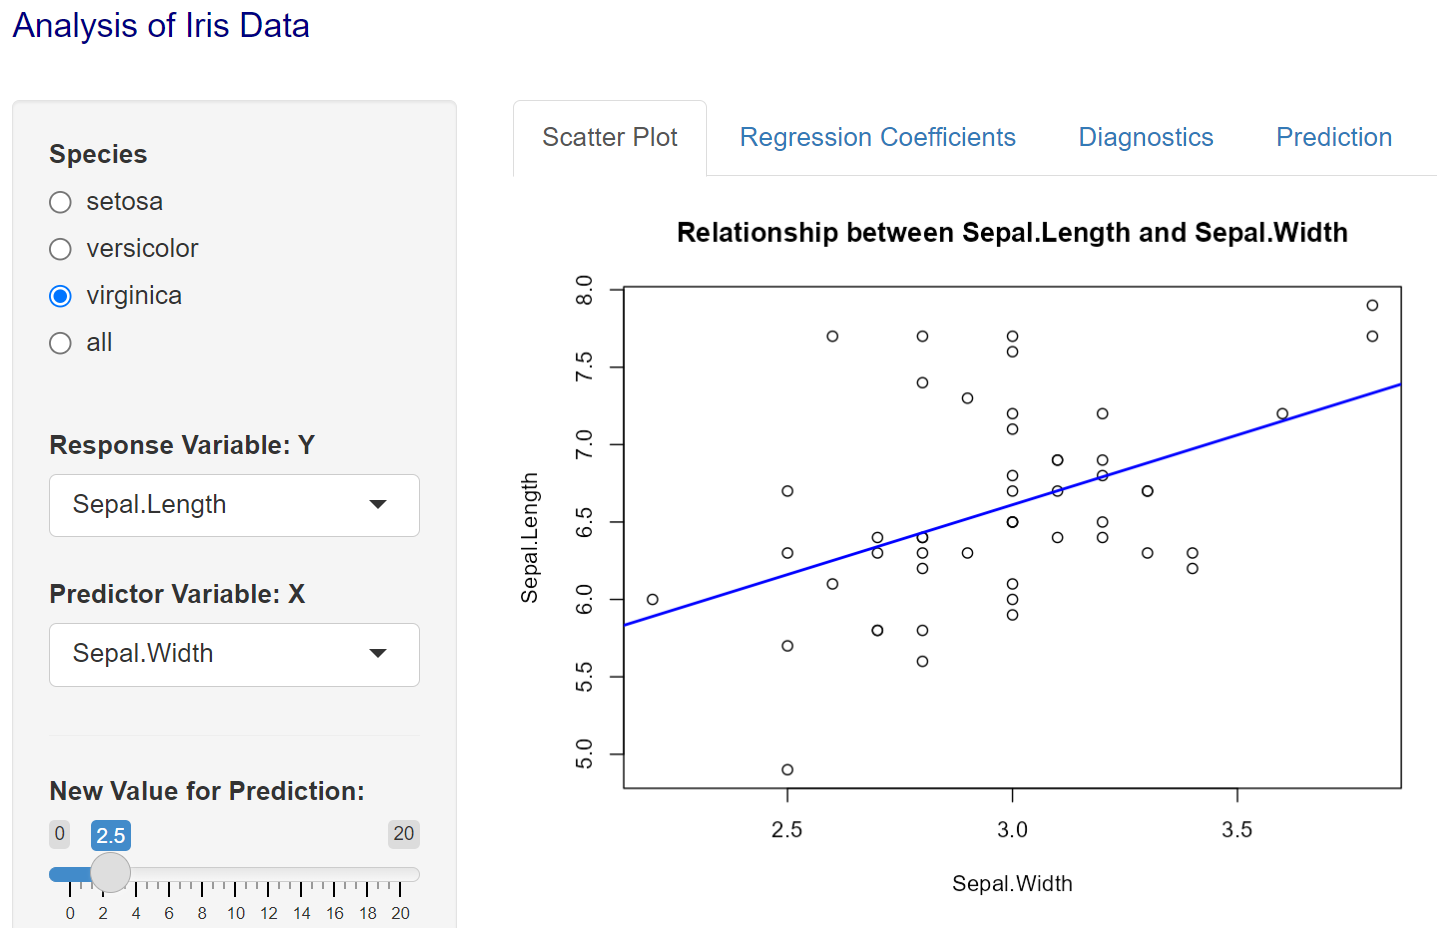 Analysis of Iris Data
Species
setosa
versicolor
virginica
all
Response Variable: Y
Sepal.Length
Predictor Variable: X
Sepal.Width
New Value for Prediction:
0 2.5 20
0 2 4 6 8 10 12 14 16 18 20
Scatter Plot Regression Coefficients Diagnostics Prediction
Relationship between Sepal.Length and Sepal.Width
Sepal.Length
8.0
7.5
7.0
6.5
6.0
5.5
5.0
2.5 3.0 3.5
Sepal.Width